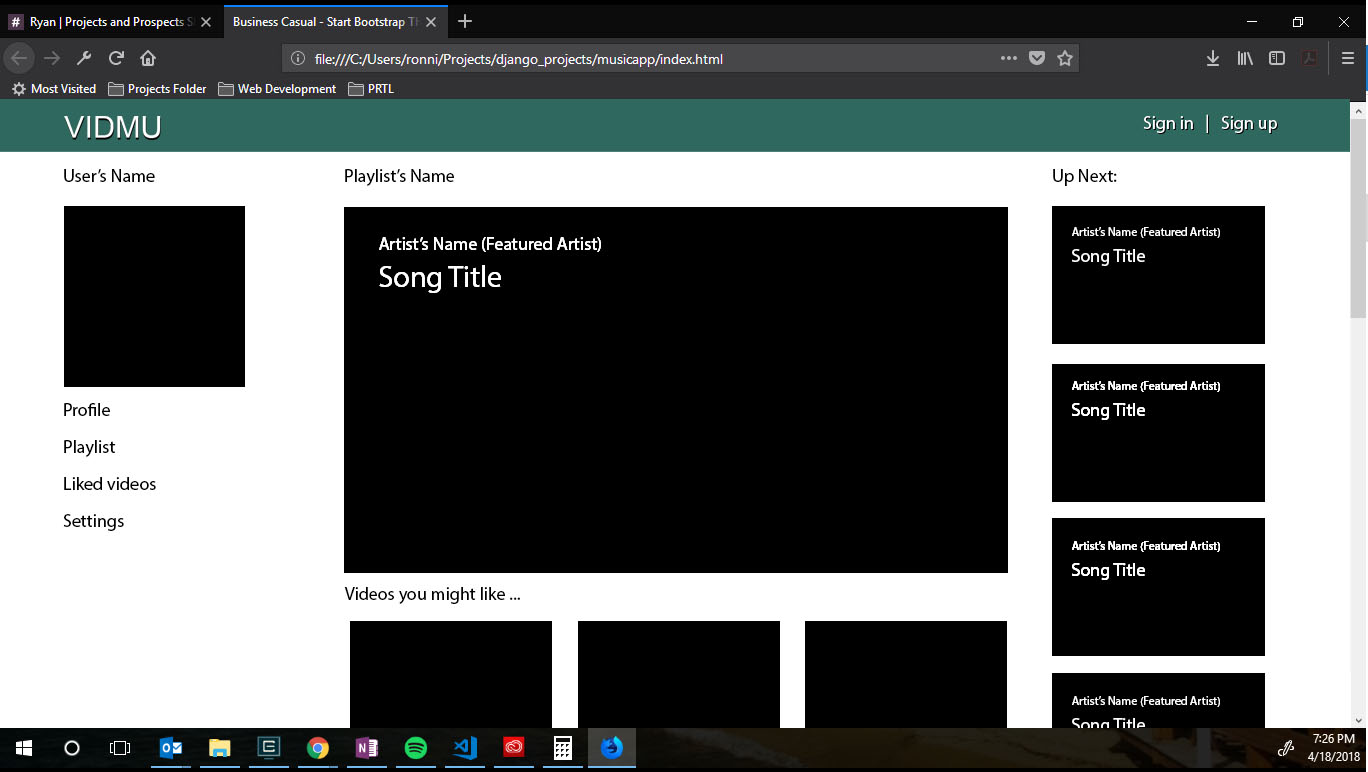 # Ryan | Projects and Prospects
Business Casual - Start Bootstrap
file:///C:/Users/ronni/Projects/django_projects/musicapp/index.html
Most Visited
Projects Folder
Web Development
PRTL
VIDMU
Sign in | Sign up
User's Name
Profile
Playlist
Liked videos
Settings
Playlist's Name
Artist's Name (Featured Artist)
Song Title
Videos you might like ...
Up Next:
Artist's Name (Featured Artist)
Song Title
Artist's Name (Featured Artist)
Song Title
Artist's Name (Featured Artist)
Song Title
Artist's Name (Featured Artist)
Song Title
7:26 PM
4/18/2018